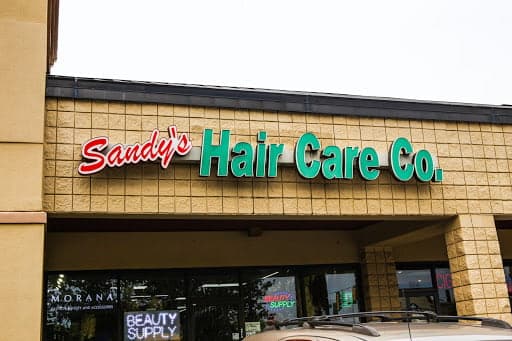 Sandy's Hair Care Co.
MORANA
BEAUTY
SUPPLY
BEAUTY
SUPPLY